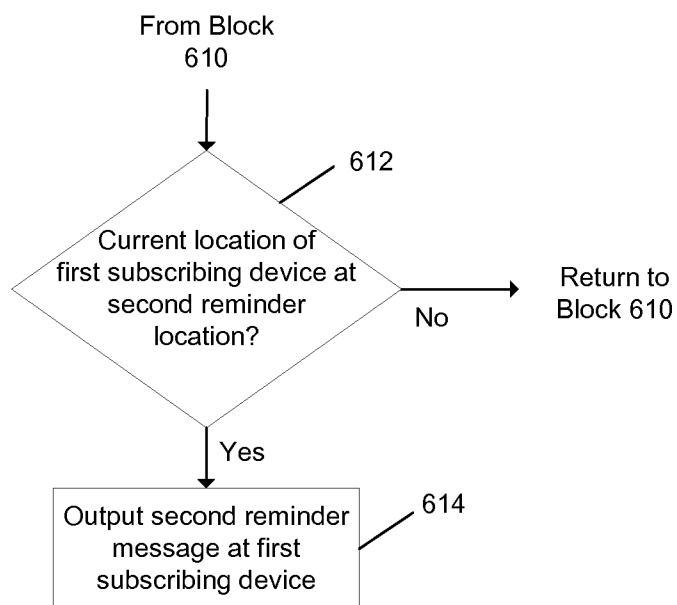 From Block
610
612
Current location of
first subscribing device at
second reminder
location?
No
Return to
Block 610
Yes
Output second reminder
message at first
subscribing device
614